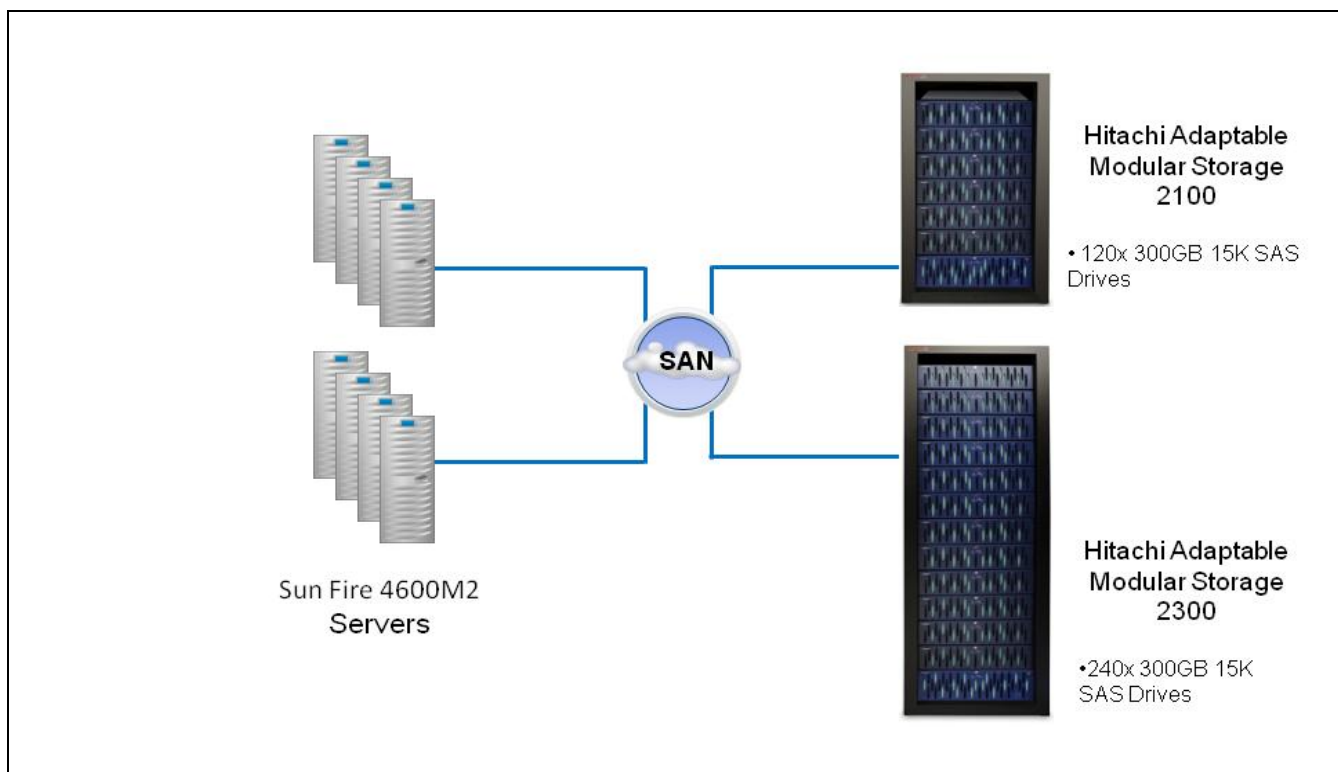 Hitachi Adaptable
Modular Storage
2100
• 120x 300GB 15K SAS
Drives
SAN
Sun Fire 4600M2
Servers
Hitachi Adaptable
Modular Storage
2300
•240x 300GB 15K
SAS Drives